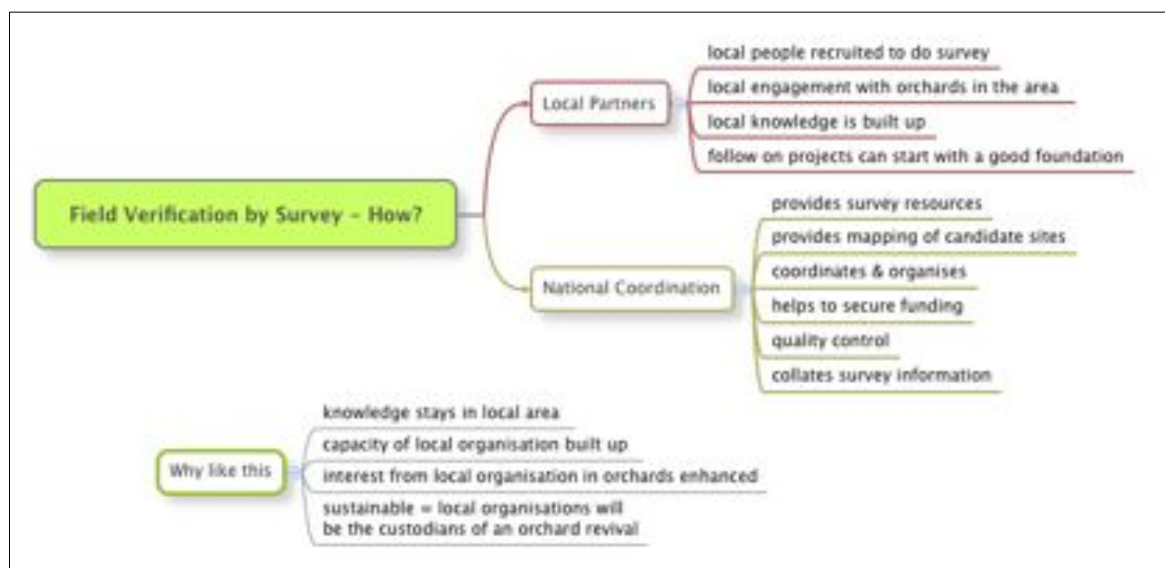 Field Verification by Survey - How?
Local Partners
local people recruited to do survey
local engagement with orchards in the area
local knowledge is built up
follow on projects can start with a good foundation
National Coordination
provides survey resources
provides mapping of candidate sites
coordinates & organises
helps to secure funding
quality control
collates survey information
Why like this
knowledge stays in local area
capacity of local organisation built up
interest from local organisation in orchards enhanced
sustainable = local organisations will
be the custodians of an orchard revival